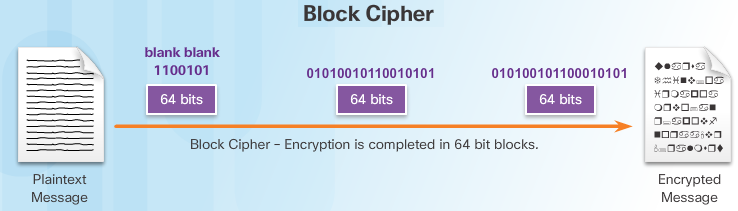 Block Cipher
blank blank
1100101
01010010110010101
010100101100010101
64 bits
64 bits
64 bits
Block Cipher – Encryption is completed in 64 bit blocks.
Plaintext
Message
Encrypted
Message